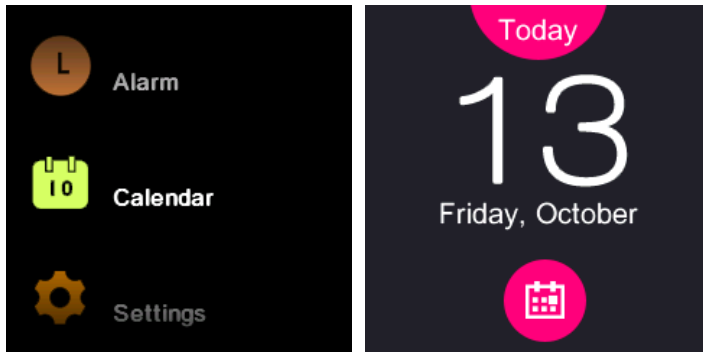 L
Alarm
10
Calendar
Settings
Today
13
Friday, October